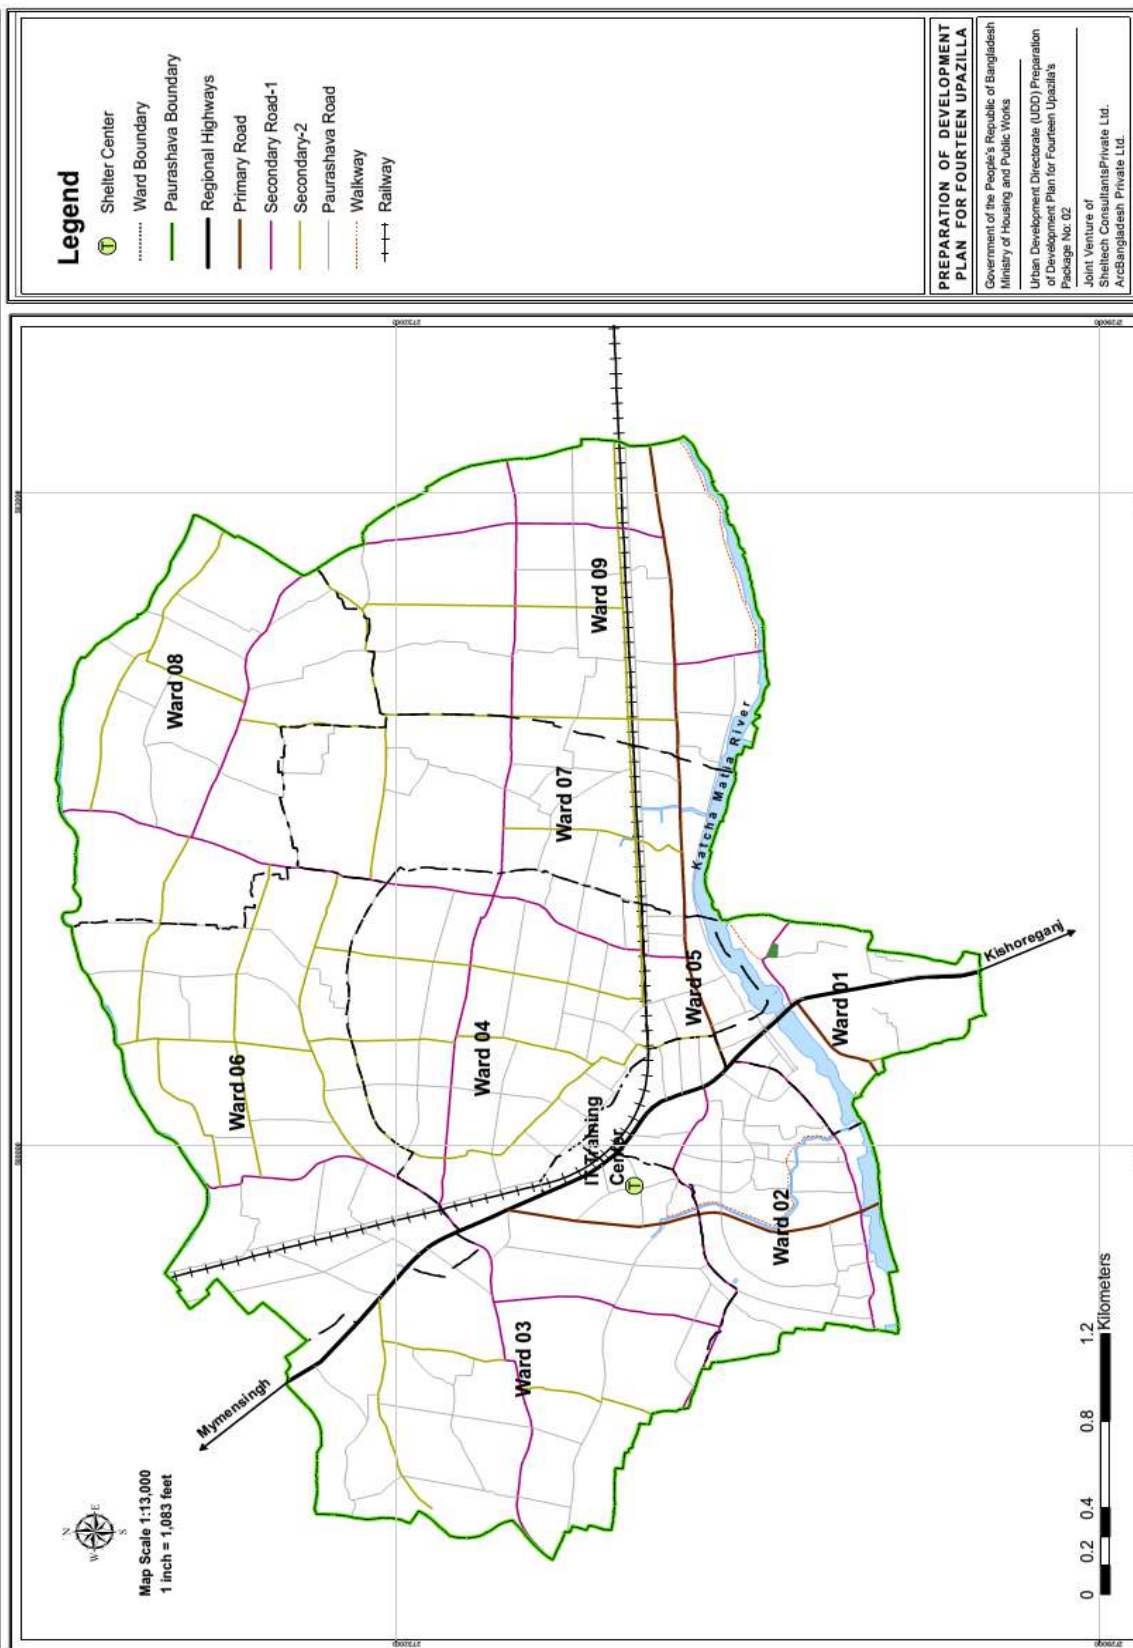 N
W
E
S
Map Scale 1:13,000
1 inch = 1,083 feet
Mymensingh
Ward 08
Ward 06
Ward 04
Ward 07
Ward 09
Ward 03
IT Training
Center
T
Ward 05
Ward 02
Ward 01
Katcha Matia River
Kishoreganj
0 0.2 0.4 0.8 1.2
Kilometers
Legend
T Shelter Center
Ward Boundary
Paurashava Boundary
Regional Highways
Primary Road
Secondary Road-1
Secondary-2
Paurashava Road
Walkway
Railway
PREPARATION OF DEVELOPMENT
PLAN FOR FOURTEEN UPAZILLA
Government of the People's Republic of Bangladesh
Ministry of Housing and Public Works
Urban Development Directorate (UDD) Preparation
of Development Plan for Fourteen Upazila's
Package No: 02
Joint Venture of
Sheltech ConsultantsPrivate Ltd.
ArcBangladesh Private Ltd.